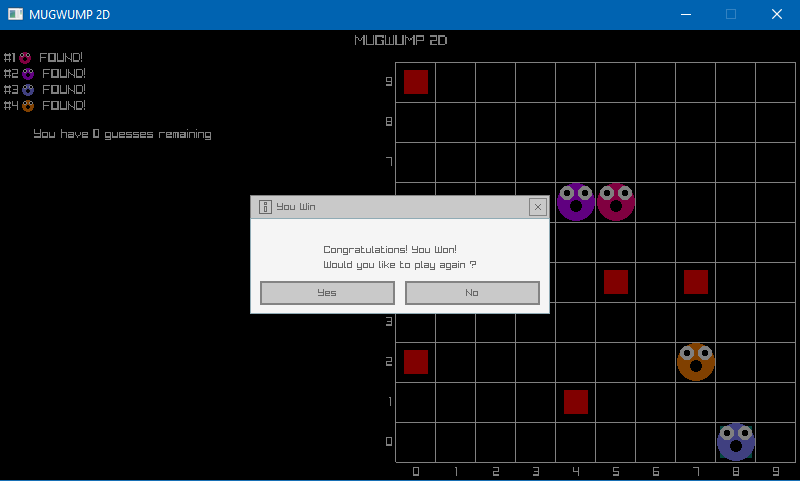 MUGWUMP 2D
MUGWUMP 2D
#1 FOUND!
#2 FOUND!
#3 FOUND!
#4 FOUND!
You have 0 guesses remaining
9
8
7
You Win
Congratulations! You Won!
Would you like to play again ?
Yes No
3
2
1
0
0 1 2 3 4 5 6 7 8 9